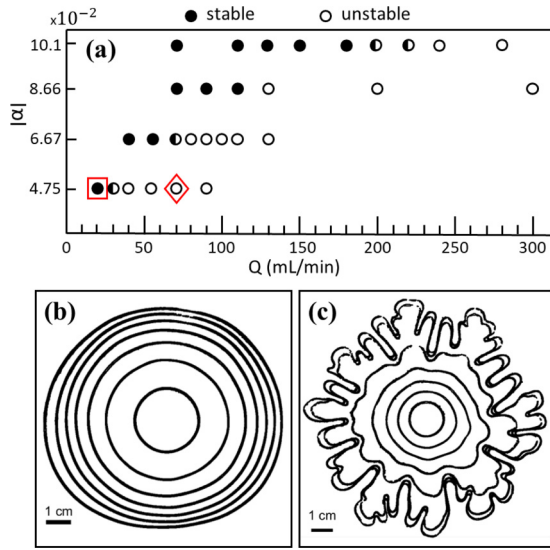 ● stable ○ unstable
x10⁻²
(a)
10.1
8.66
6.67
4.75
|α|
0 50 100 150 200 250 300
Q (mL/min)
(b) (c)
1 cm 1 cm